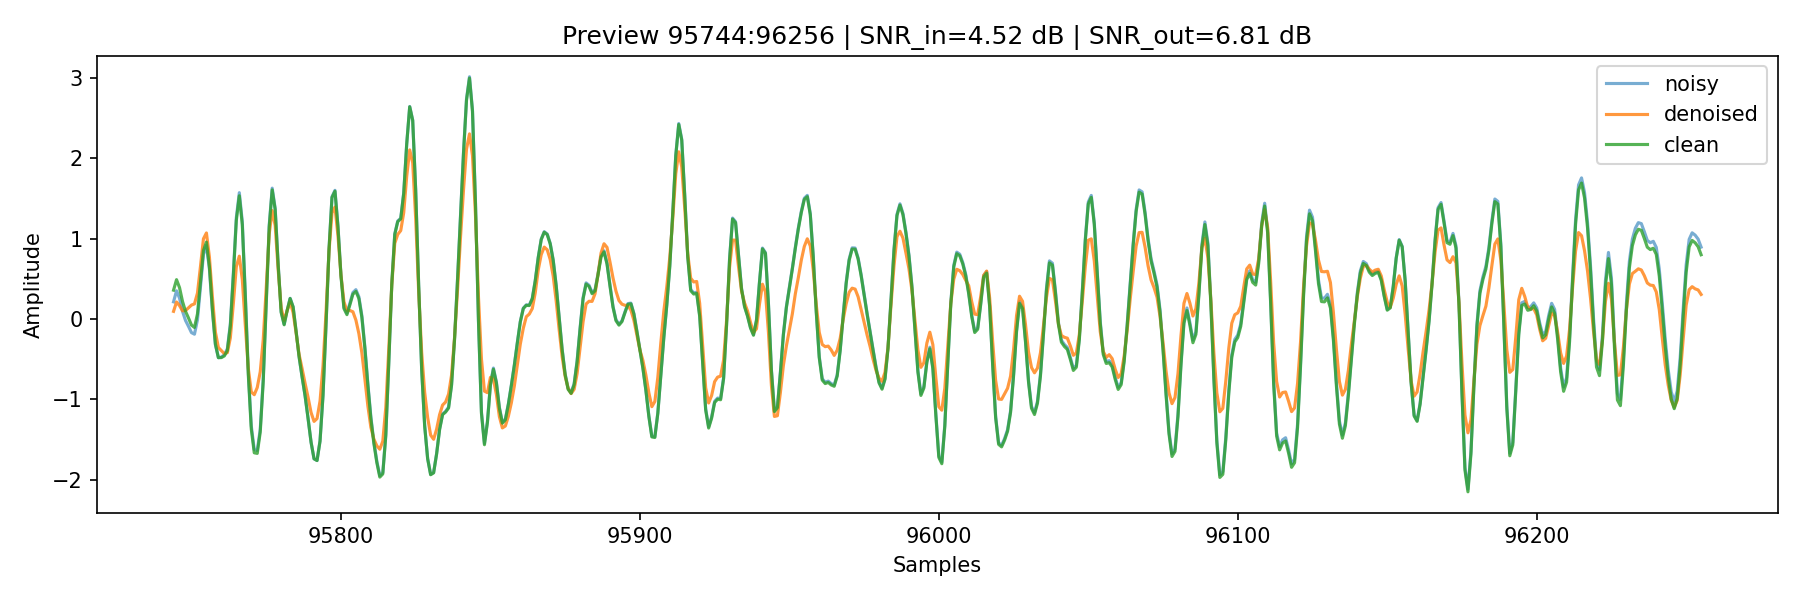 Preview 95744:96256 | SNR_in=4.52 dB | SNR_out=6.81 dB
noisy
denoised
clean
Amplitude
3
2
1
0
−1
−2
95800 95900 96000 96100 96200
Samples